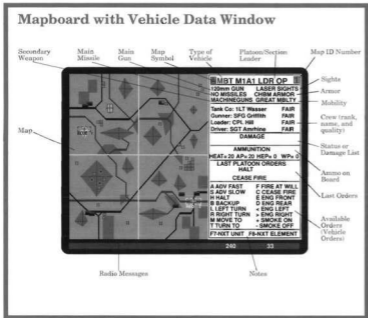 Mapboard with Vehicle Data Window
Secondary Weapon
Main Missile
Main Gun
Map Symbol
Type of Vehicle
Platoon/Section Leader
Map ID Number
MBT M1A1 LDR OP
120mm GUN LASER SIGHTS
NO MISSILES CHBM ARMOR
MACHINEGUNS GREAT MBLTY
Tank Co: 1LT Wasser FAIR
Gunner: SFG Griffith FAIR
Loader: CPL Hill FAIR
Driver: SGT Amrhine FAIR
DAMAGE
AMMUNITION
HEAT= 20 AP= 20 HEP= 0 WP= 0
LAST PLATOON ORDERS
HALT
CEASE FIRE
A ADV FAST F FIRE AT WILL
S ADV SLOW C CEASE FIRE
H HALT E ENG FRONT
B BACKUP D ENG REAR
L LEFT TURN < ENG LEFT
R RIGHT TURN > ENG RIGHT
M MOVE TO + SMOKE ON
T TURN TO - SMOKE OFF
F7-NXT UNIT F8-NXT ELEMENT
240 33
Sights
Armor
Mobility
Crew (rank, name, and quality)
Status or Damage List
Ammo on Board
Last Orders
Available Orders (Vehicle Orders)
Map
Radio Messages
Notes